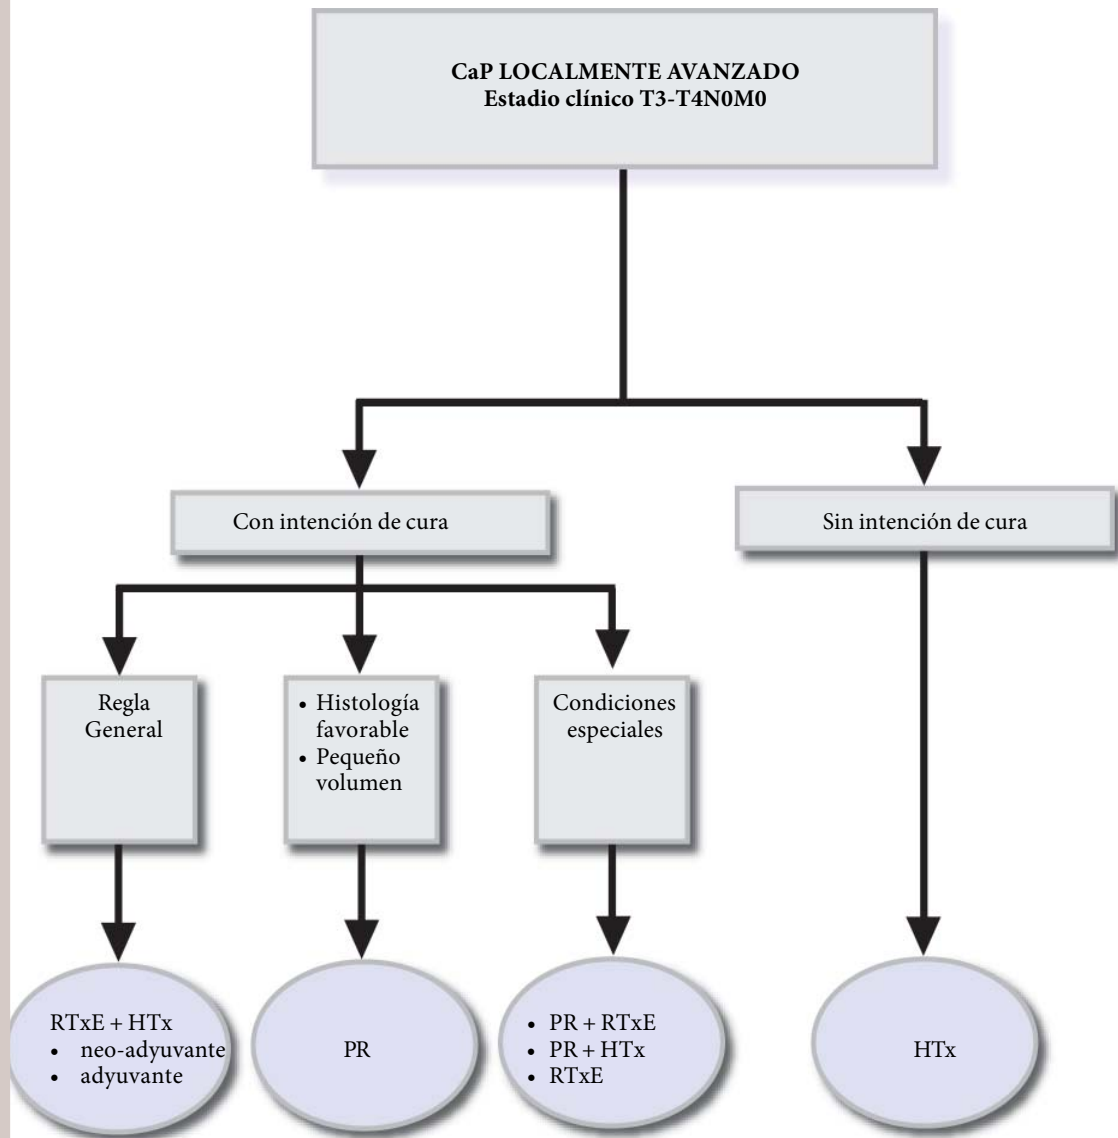 CaP LOCALMENTE AVANZADO
Estadio clínico T3-T4N0M0
Con intención de cura
Sin intención de cura
Regla
General
• Histología
favorable
• Pequeño
volumen
Condiciones
especiales
RTxE + HTx
• neo-adyuvante
• adyuvante
PR
• PR + RTxE
• PR + HTx
• RTxE
HTx